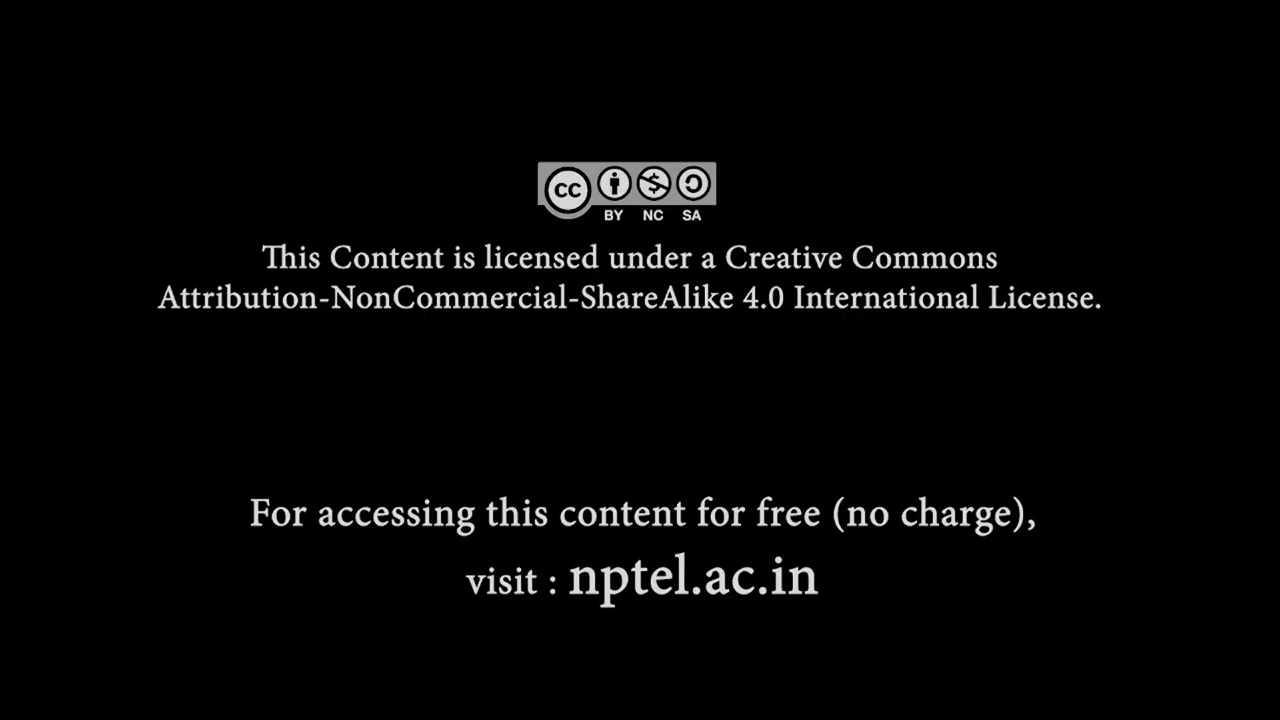 CC BY NC SA
This Content is licensed under a Creative Commons
Attribution-NonCommercial-ShareAlike 4.0 International License.
For accessing this content for free (no charge),
visit : nptel.ac.in